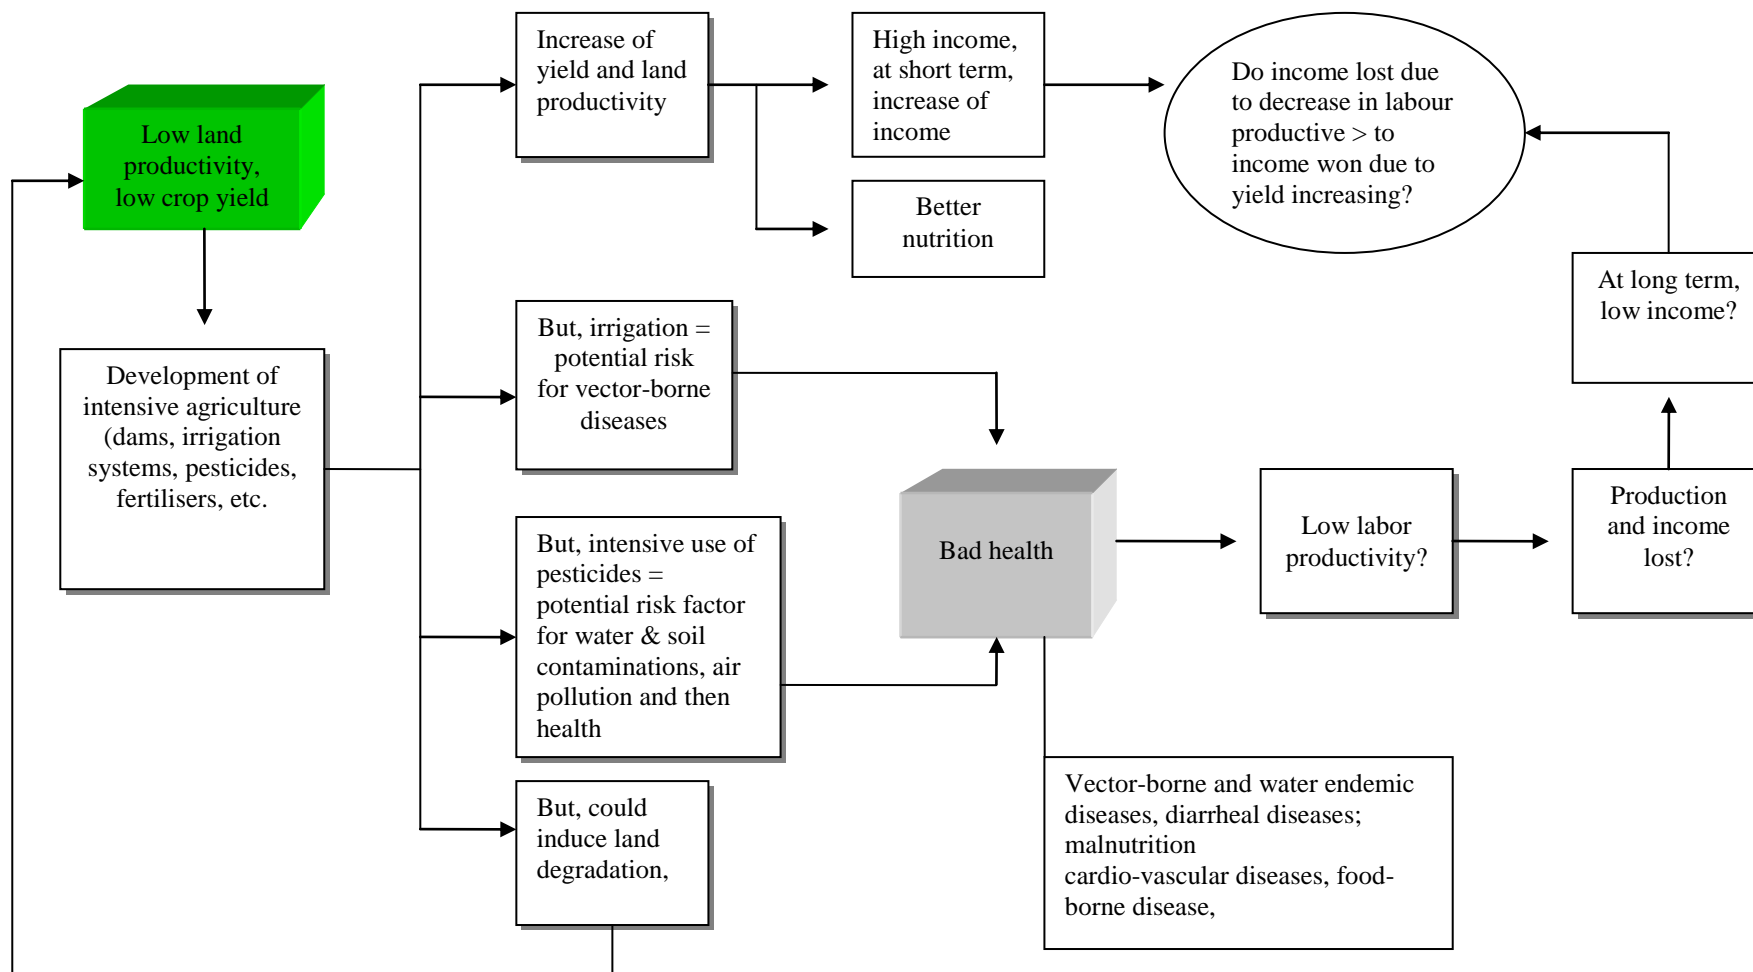 Low land
productivity,
low crop yield
Development of
intensive agriculture
(dams, irrigation
systems, pesticides,
fertilisers, etc.
Increase of
yield and land
productivity
High income,
at short term,
increase of
income
Better
nutrition
Do income lost due
to decrease in labour
productive > to
income won due to
yield increasing?
But, irrigation =
potential risk
for vector-borne
diseases
But, intensive use of
pesticides =
potential risk factor
for water & soil
contaminations, air
pollution and then
health
But, could
induce land
degradation,
Bad health
Low labor
productivity?
Production
and income
lost?
At long term,
low income?
Vector-borne and water endemic
diseases, diarrheal diseases;
malnutrition
cardio-vascular diseases, food-
borne disease,